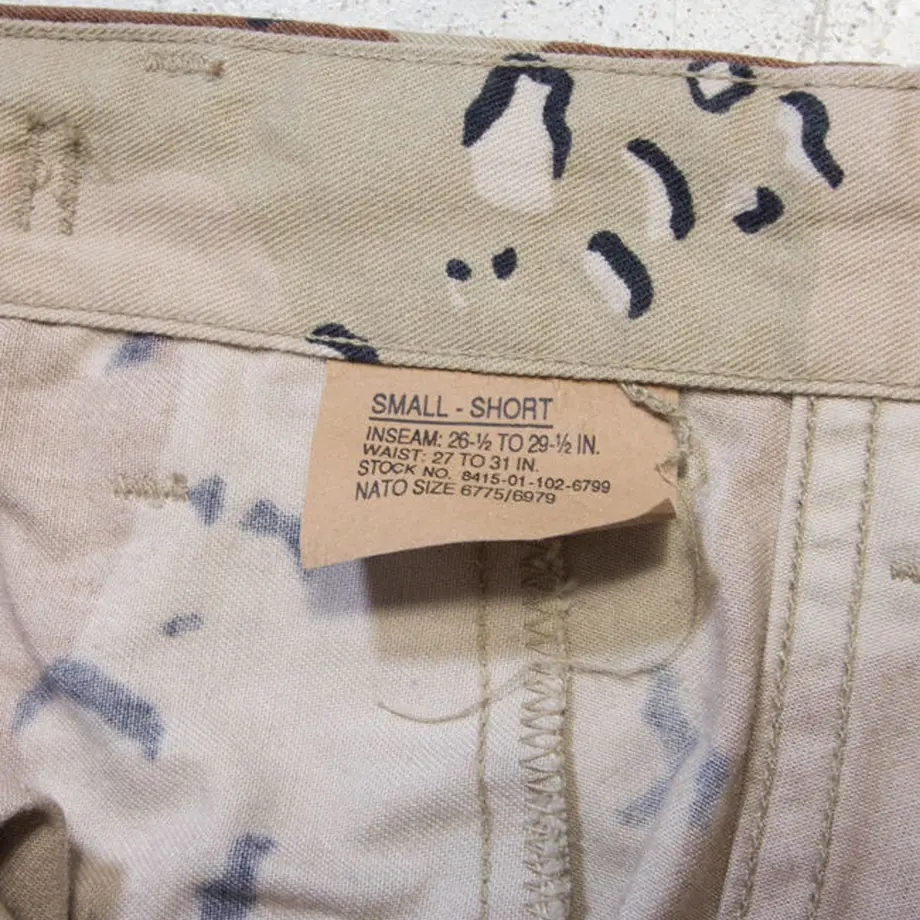 SMALL - SHORT
INSEAM: 26-½ TO 29-½ IN.
WAIST: 27 TO 31 IN.
STOCK NO. 8415-01-102-6799
NATO SIZE 6775/6979